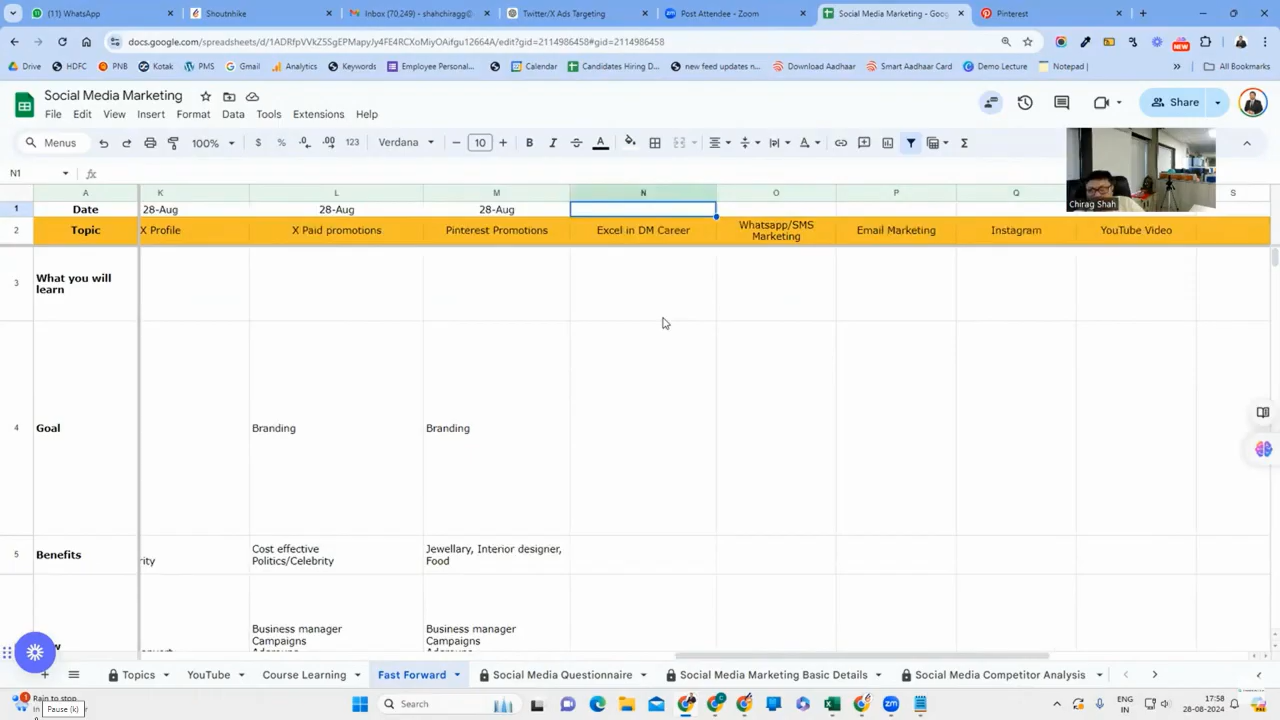 (11) WhatsApp
Shoutnhike
Inbox (70,249) - shahchiragg@
Twitter/X Ads Targeting
Post Attendee - Zoom
Social Media Marketing - Goog
Pinterest
docs.google.com/spreadsheets/d/1ADRfpVVkZ5SgEPMapyJy4FE4RCXoMiyOAifgu12664A/edit?gid=2114986458#gid=2114986458
NEW
Drive
HDFC
PNB
Kotak
PMS
Gmail
Analytics
Keywords
Employee Personal...
Calendar
Candidates Hiring D...
new feed updates n...
Download Aadhaar
Smart Aadhaar Card
Demo Lecture
Notepad |
All Bookmarks
Social Media Marketing
File Edit View Insert Format Data Tools Extensions Help
Share
Menus
100%
$ % .0 .00 123
Verdana
10
B I A
N1
fx
Chirag Shah
A K L M N O P Q S
1 Date 28-Aug 28-Aug 28-Aug
2 Topic X Profile X Paid promotions Pinterest Promotions Excel in DM Career Whatsapp/SMS Email Marketing Instagram YouTube Video
Marketing
3 What you will
learn
4 Goal Branding Branding
5 Benefits rity Cost effective Jewellary, Interior designer,
Politics/Celebrity Food
Business manager Business manager
Campaigns Campaigns
Topics
YouTube
Course Learning
Fast Forward
Social Media Questionnaire
Social Media Marketing Basic Details
Social Media Competitor Analysis
Rain to stop
Pause (k)
Search
ENG
IN
17:58
28-08-2024